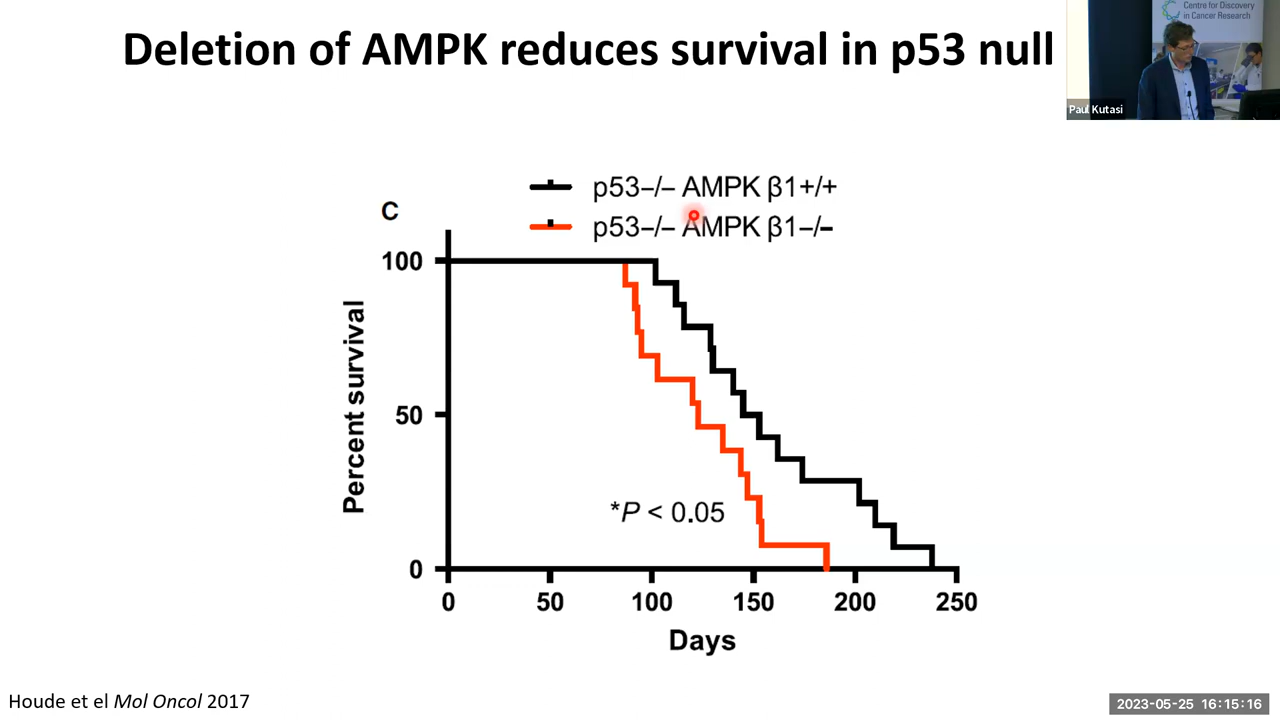 Deletion of AMPK reduces survival in p53 null
Centre for Discovery
in Cancer Research
Paul Kutasi
C
p53–/– AMPK β1+/+
p53–/– AMPK β1–/–
100
50
0
Percent survival
*P < 0.05
0 50 100 150 200 250
Days
Houde et el Mol Oncol 2017
2023-05-25 16:15:16